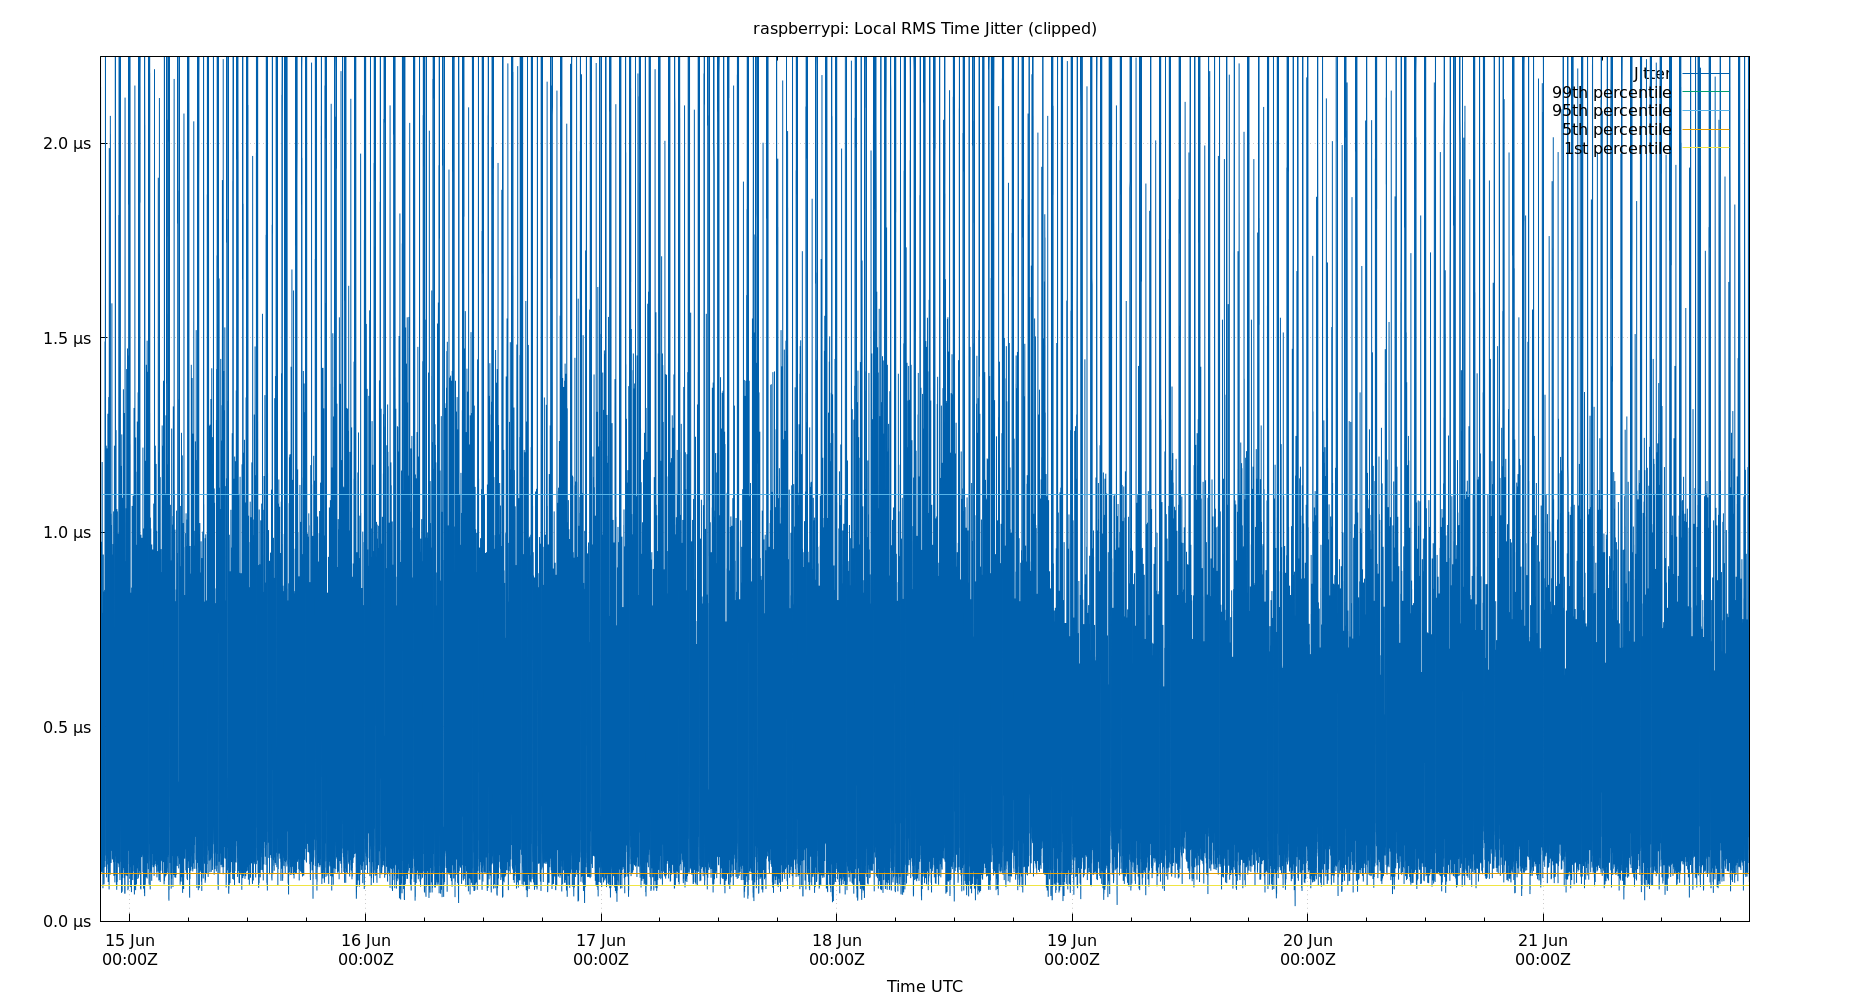 raspberrypi: Local RMS Time Jitter (clipped)
Jitter
99th percentile
95th percentile
5th percentile
1st percentile
2.0 µs
1.5 µs
1.0 µs
0.5 µs
0.0 µs
15 Jun 16 Jun 17 Jun 18 Jun 19 Jun 20 Jun 21 Jun
00:00Z 00:00Z 00:00Z 00:00Z 00:00Z 00:00Z 00:00Z
Time UTC